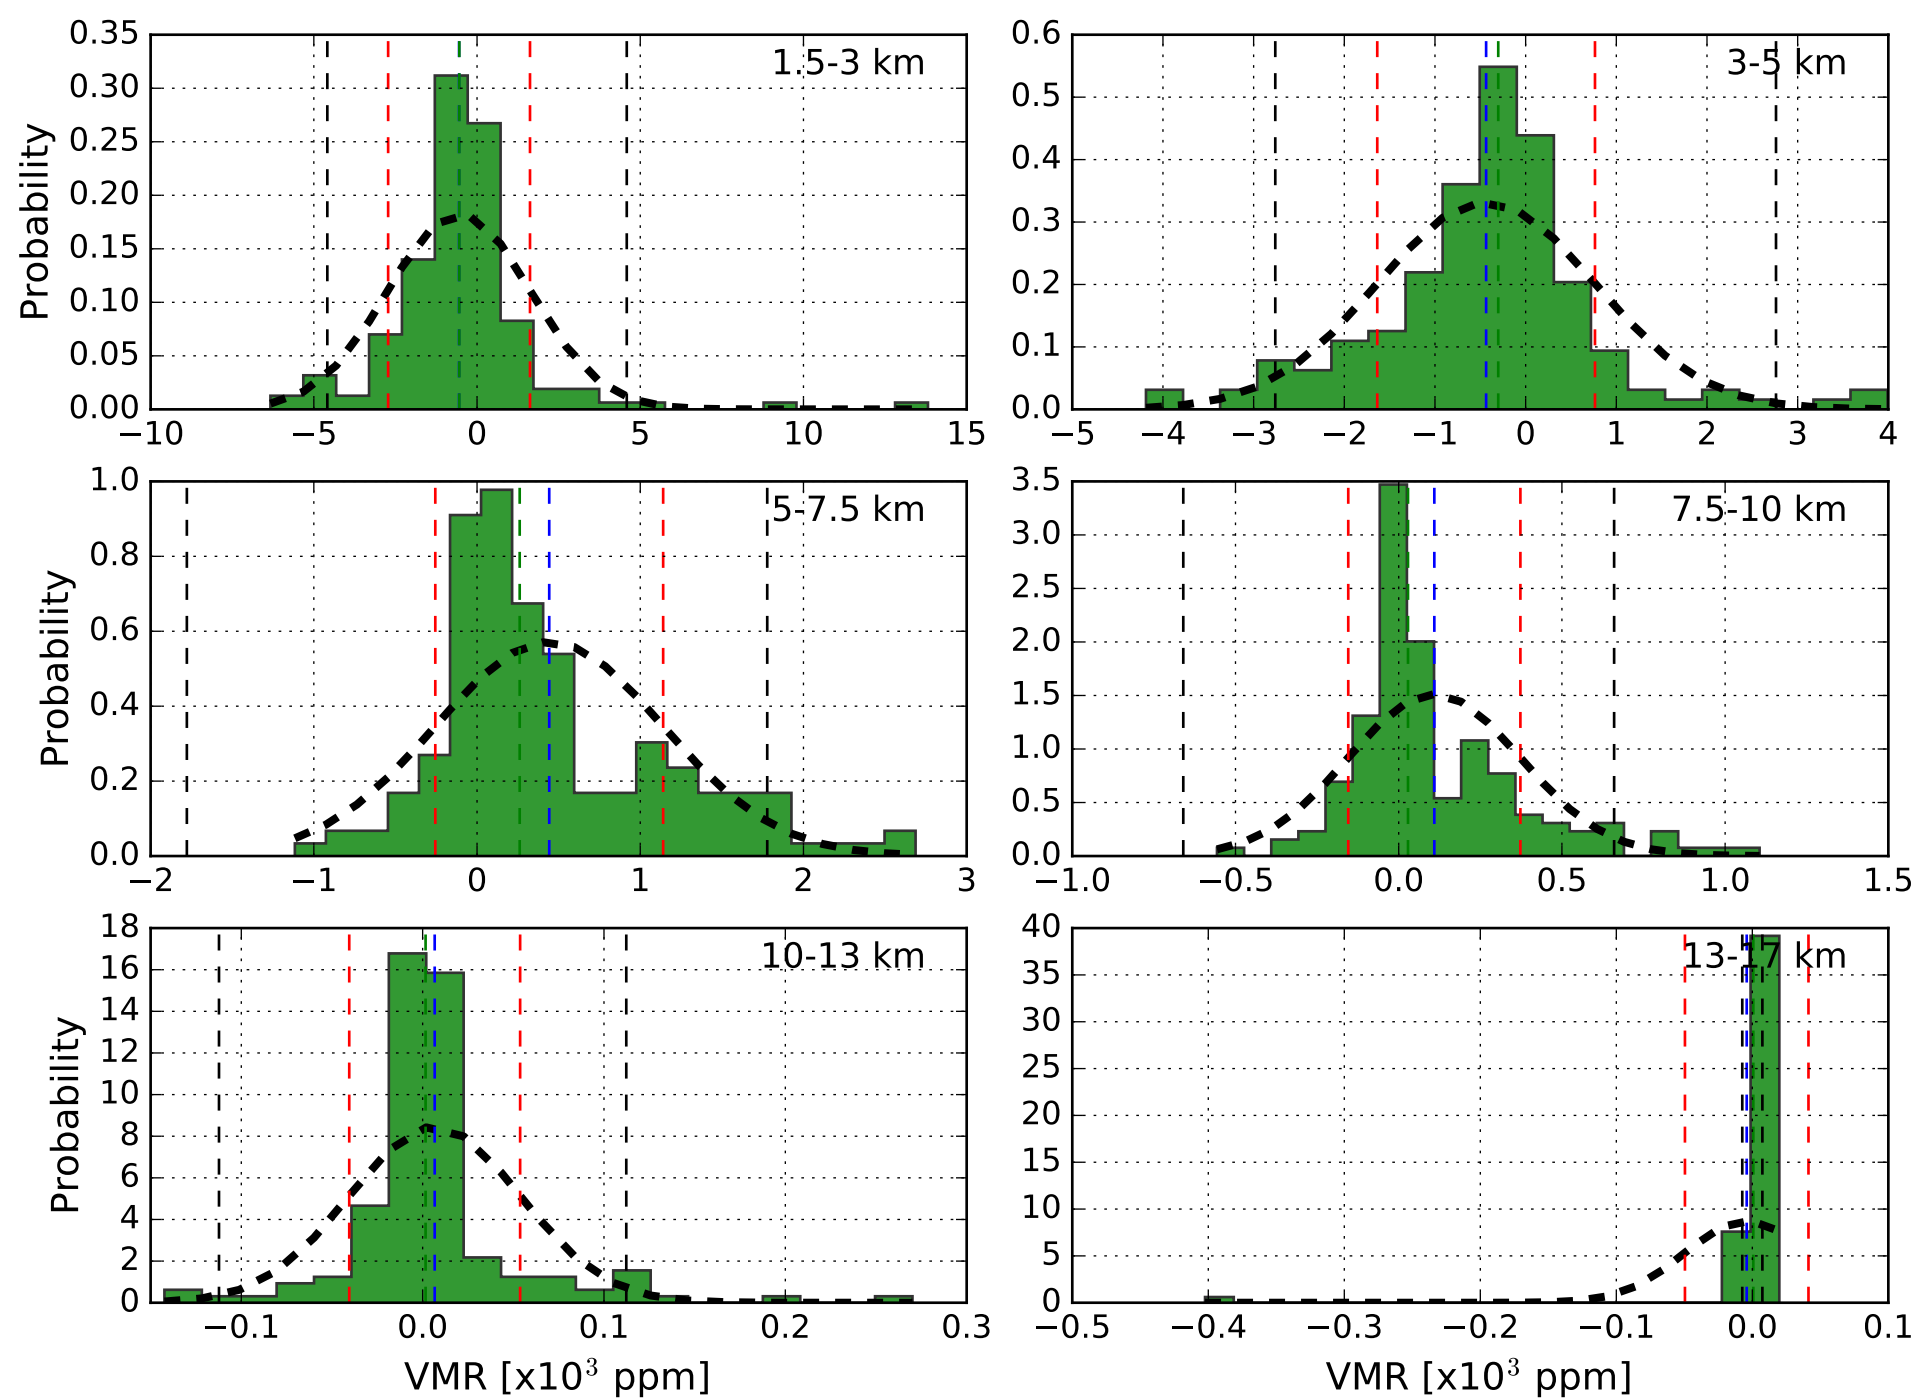 1.5-3 km
Probability
0.35
0.30
0.25
0.20
0.15
0.10
0.05
0.00
−10 −5 0 5 10 15
3-5 km
0.6
0.5
0.4
0.3
0.2
0.1
0.0
−5 −4 −3 −2 −1 0 1 2 3 4
5-7.5 km
Probability
1.0
0.8
0.6
0.4
0.2
0.0
−2 −1 0 1 2 3
7.5-10 km
3.5
3.0
2.5
2.0
1.5
1.0
0.5
0.0
−1.0 −0.5 0.0 0.5 1.0 1.5
10-13 km
Probability
18
16
14
12
10
8
6
4
2
0
−0.1 0.0 0.1 0.2 0.3
VMR [x10³ ppm]
13-17 km
40
35
30
25
20
15
10
5
0
−0.5 −0.4 −0.3 −0.2 −0.1 0.0 0.1
VMR [x10³ ppm]